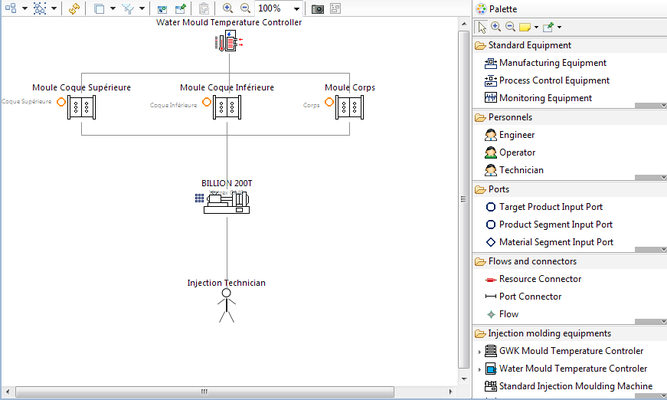 100%
Palette
Water Mould Temperature Controller
Moule Coque Supérieure
Moule Coque Inférieure
Moule Corps
Coque Supérieure
Coque Inférieure
Corps
BILLION 200T
Injection Technician
Standard Equipment
Manufacturing Equipment
Process Control Equipment
Monitoring Equipment
Personnels
Engineer
Operator
Technician
Ports
Target Product Input Port
Product Segment Input Port
Material Segment Input Port
Flows and connectors
Resource Connector
Port Connector
Flow
Injection molding equipments
GWK Mould Temperature Controler
Water Mould Temperature Controler
Standard Injection Moulding Machine